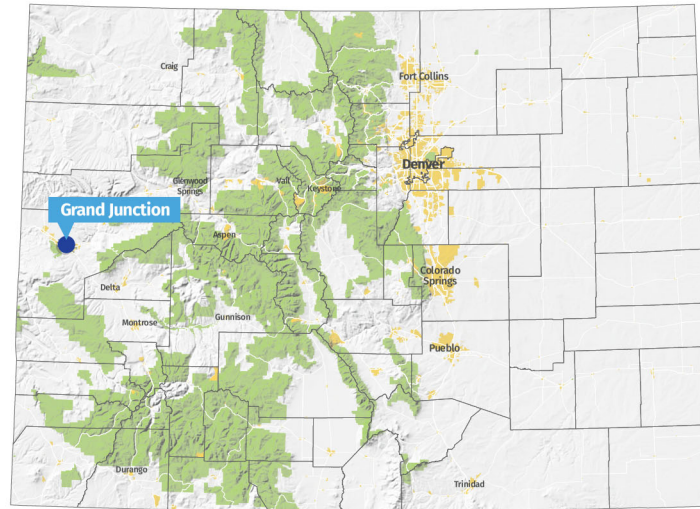 Craig
Fort Collins
Denver
Glenwood
Springs
Vail
Keystone
Grand Junction
Aspen
Delta
Colorado
Springs
Montrose
Gunnison
Pueblo
Durango
Trinidad